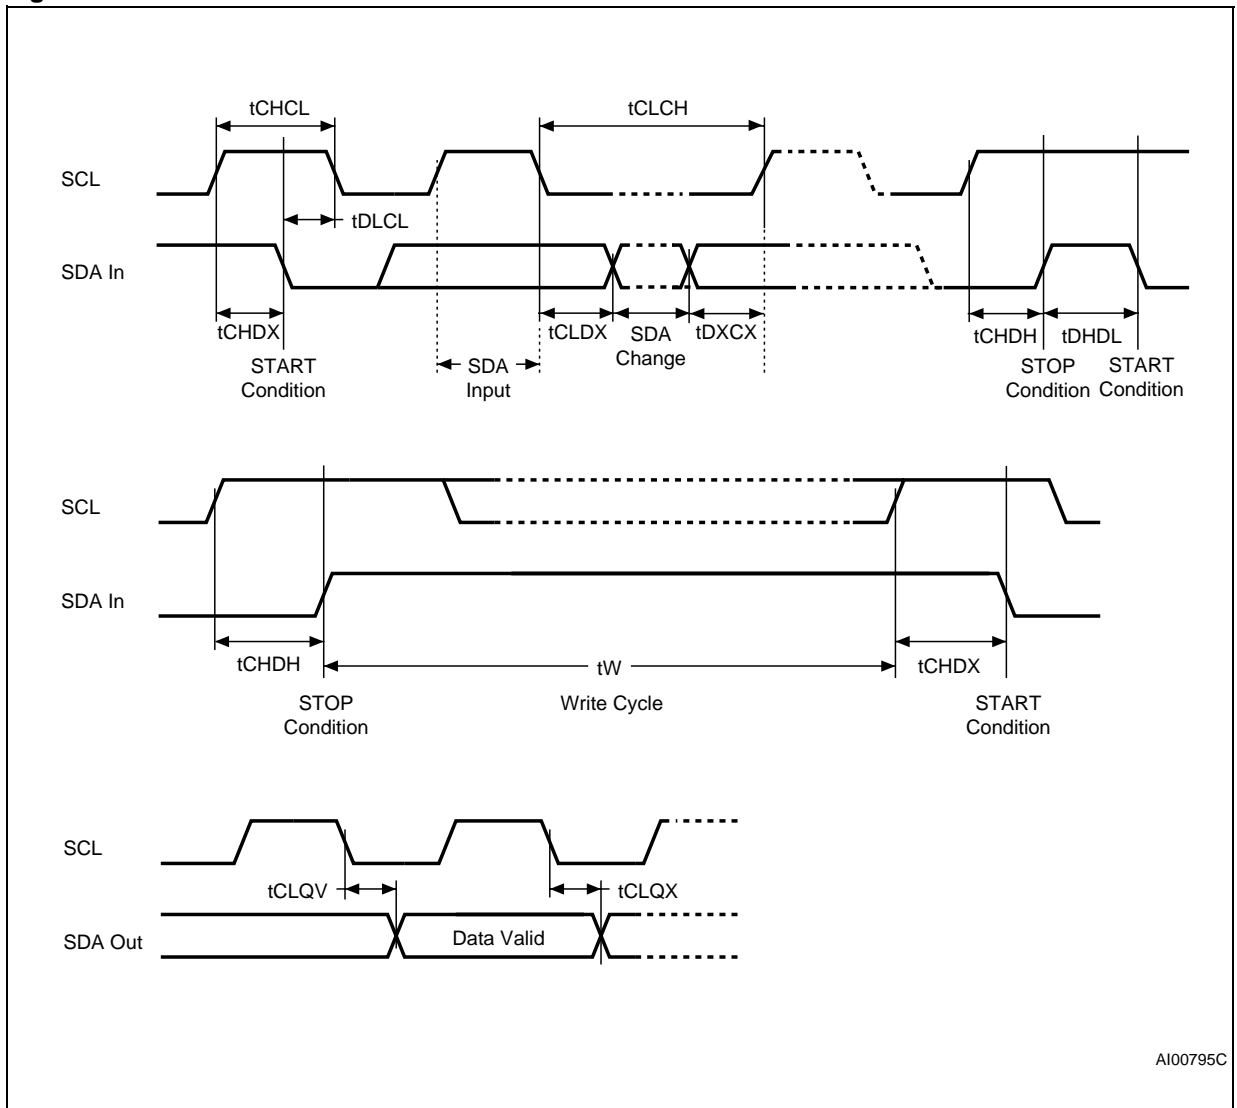 tCHCL
tCLCH
SCL
tDLCL
SDA In
tCHDX
tCLDX
SDA
Change
tDXCX
tCHDH
tDHDL
START
Condition
SDA
Input
STOP
Condition
START
Condition
SCL
SDA In
tCHDH
tW
tCHDX
STOP
Condition
Write Cycle
START
Condition
SCL
tCLQV
tCLQX
SDA Out
Data Valid
AI00795C